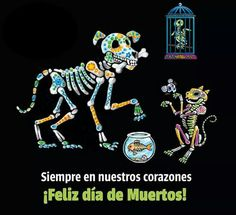 Siempre en nuestros corazones
¡Feliz día de Muertos!